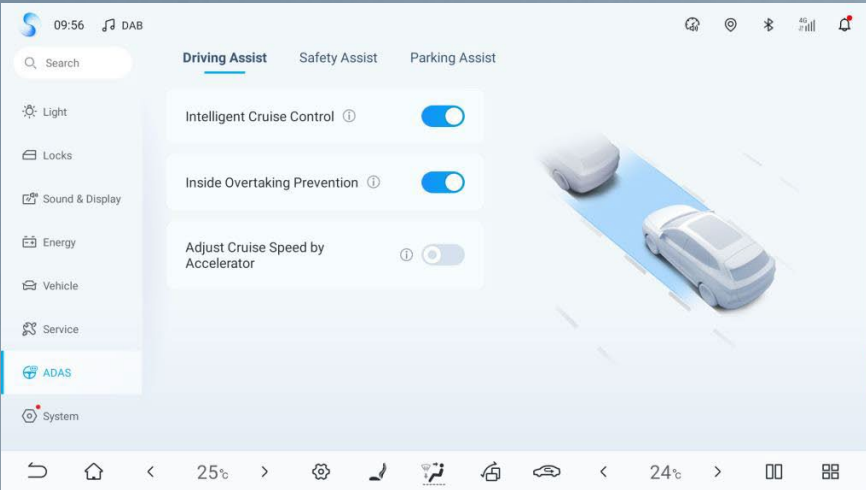 09:56 DAB
4G
Search
Driving Assist Safety Assist Parking Assist
Light
Locks
Sound & Display
Energy
Vehicle
Service
ADAS
System
Intelligent Cruise Control
Inside Overtaking Prevention
Adjust Cruise Speed by
Accelerator
25°C
24°C